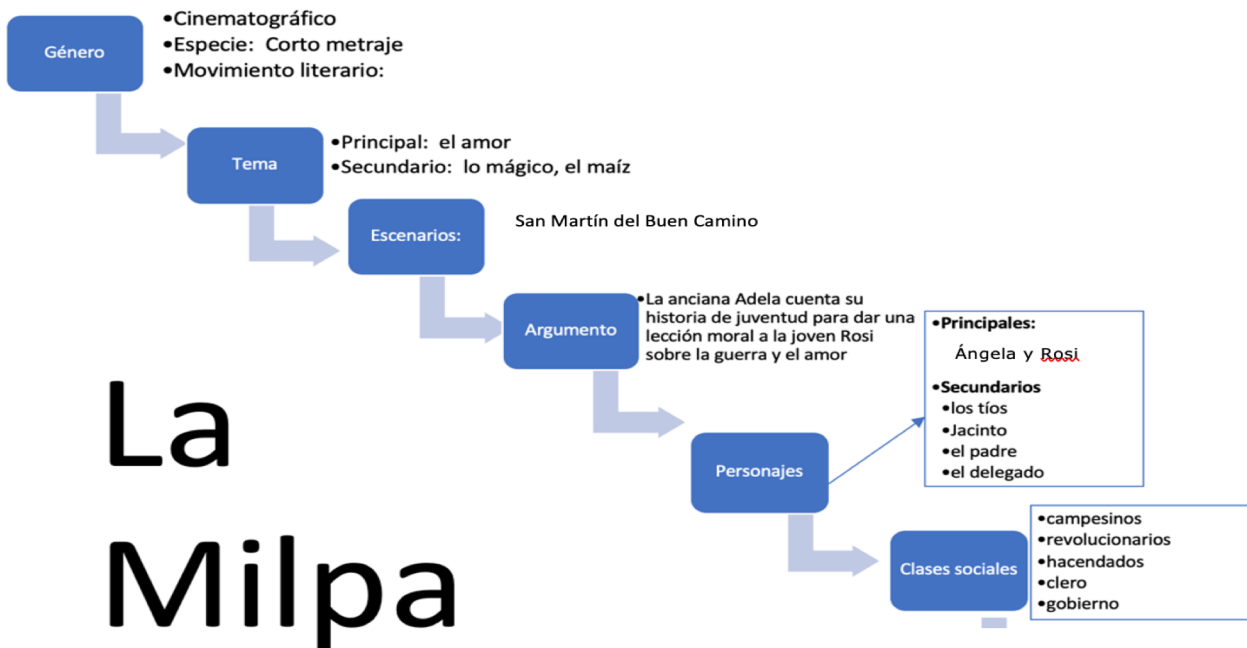 Género
•Cinematográfico
•Especie: Corto metraje
•Movimiento literario:
Tema
•Principal: el amor
•Secundario: lo mágico, el maíz
Escenarios:
San Martín del Buen Camino
Argumento
•La anciana Adela cuenta su
historia de juventud para dar una
lección moral a la joven Rosi
sobre la guerra y el amor
Personajes
•Principales:
Ángela y Rosi
•Secundarios
•los tíos
•Jacinto
•el padre
•el delegado
Clases sociales
•campesinos
•revolucionarios
•hacendados
•clero
•gobierno
La
Milpa